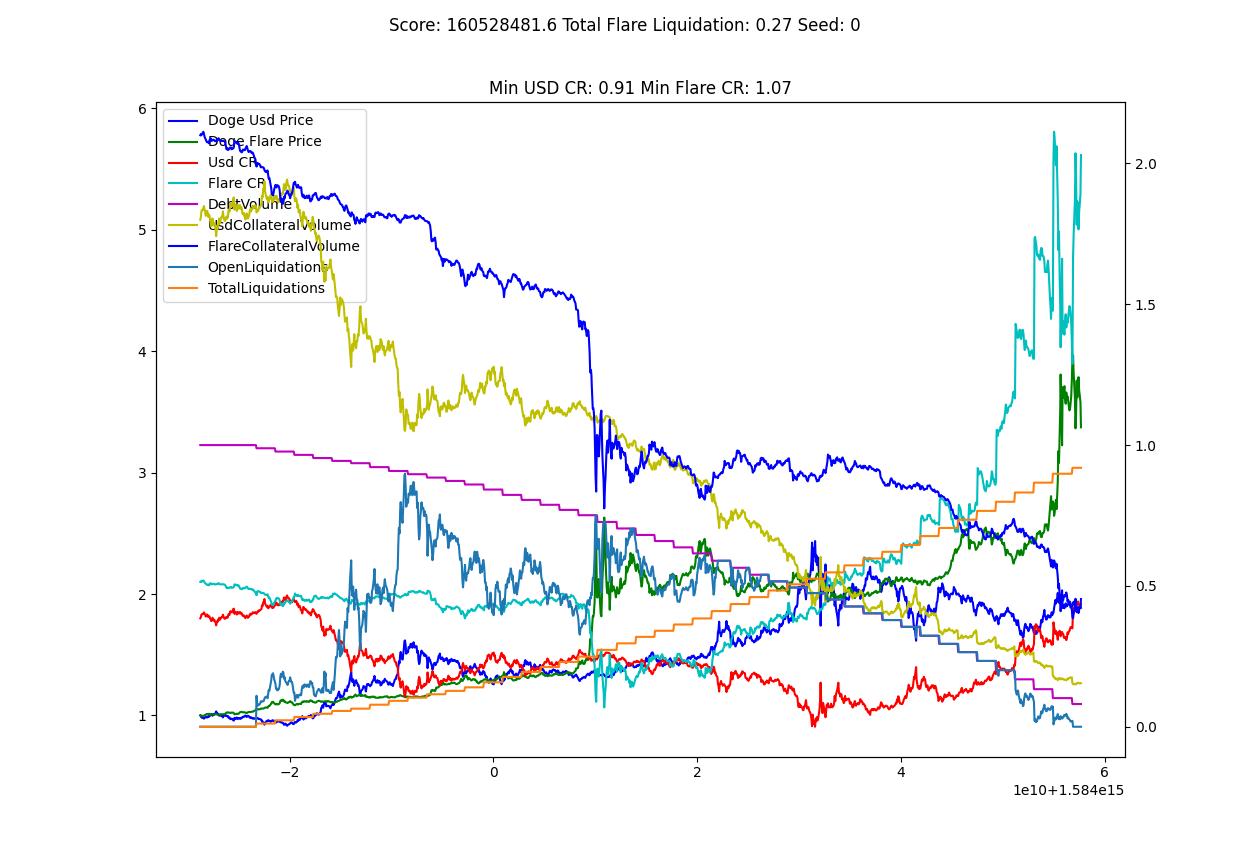 Score: 160528481.6 Total Flare Liquidation: 0.27 Seed: 0
Min USD CR: 0.91 Min Flare CR: 1.07
Doge Usd Price
Doge Flare Price
Usd CR
Flare CR
DebtVolume
UsdCollateralVolume
FlareCollateralVolume
OpenLiquidations
TotalLiquidations
6
5
4
3
2
1
2.0
1.5
1.0
0.5
0.0
−2
0
2
4
6
1e10+1.584e15